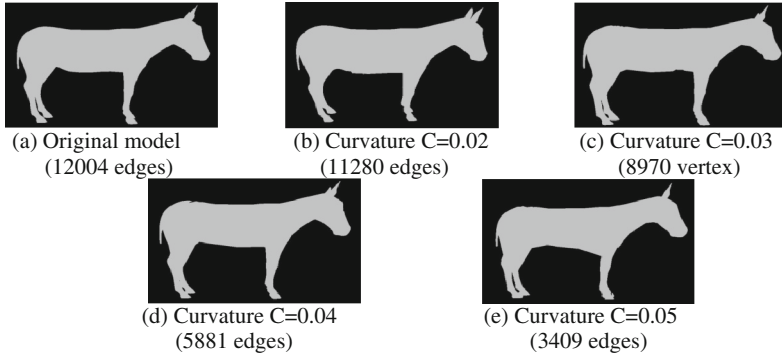 (a) Original model
(12004 edges)
(b) Curvature C=0.02
(11280 edges)
(c) Curvature C=0.03
(8970 vertex)
(d) Curvature C=0.04
(5881 edges)
(e) Curvature C=0.05
(3409 edges)